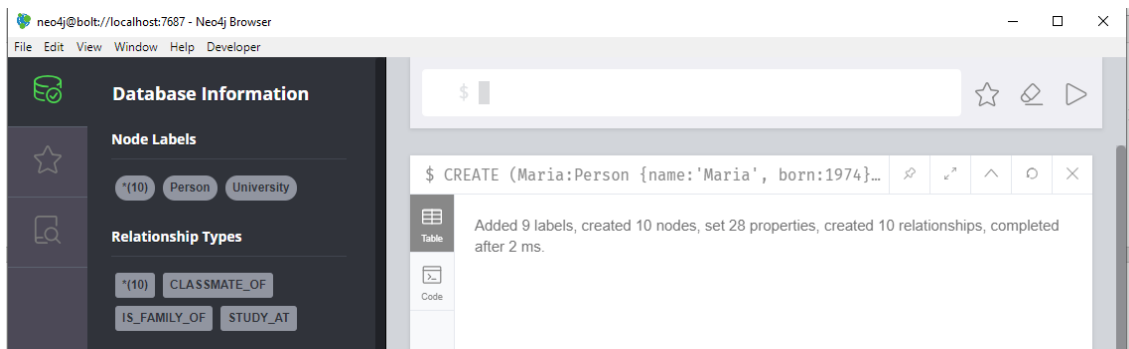 neo4j@bolt://localhost:7687 - Neo4j Browser
File Edit View Window Help Developer
Database Information
Node Labels
*(10) Person University
Relationship Types
*(10) CLASSMATE_OF
IS_FAMILY_OF STUDY_AT
$
$ CREATE (Maria:Person {name:'Maria', born:1974}…
Table
Code
Added 9 labels, created 10 nodes, set 28 properties, created 10 relationships, completed
after 2 ms.